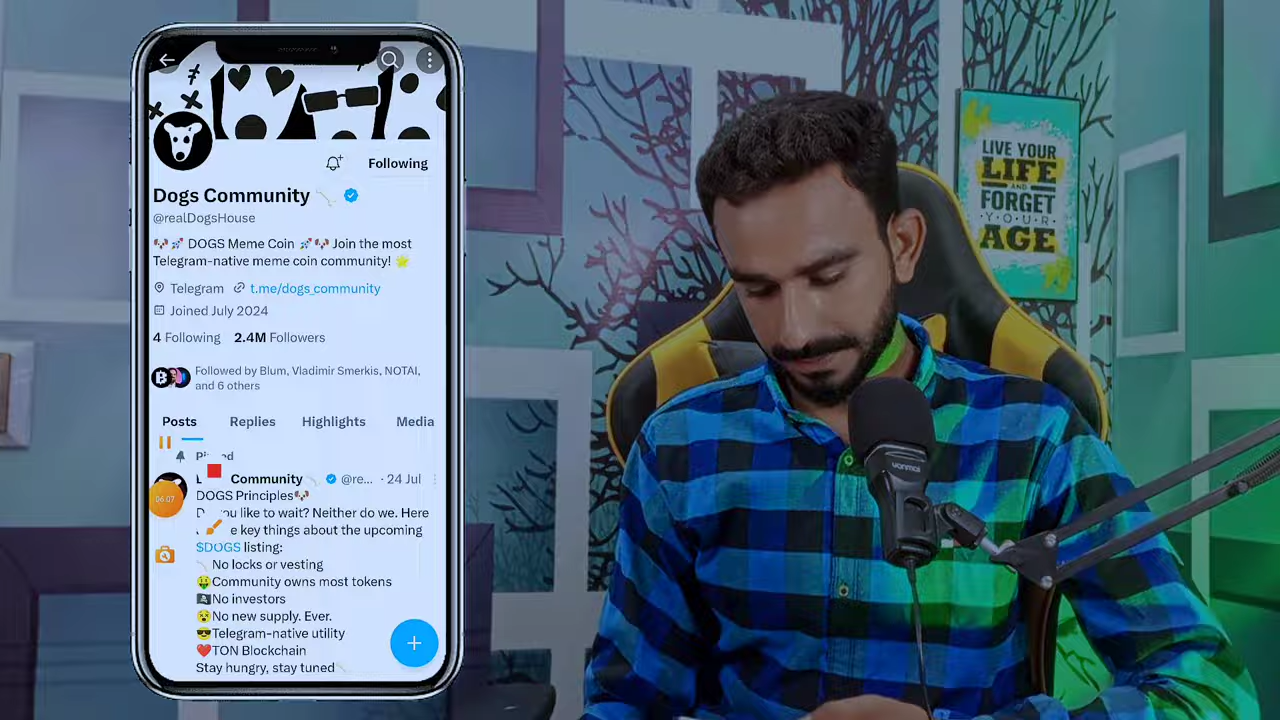 Following
Dogs Community
@realDogsHouse
DOGS Meme Coin Join the most
Telegram-native meme coin community!
Telegram t.me/dogs_community
Joined July 2024
4 Following 2.4M Followers
Followed by Blum, Vladimir Smerkis, NOTAI,
and 6 others
Posts Replies Highlights Media
Community @re... · 24 Jul
06:07
DOGS Principles
you like to wait? Neither do we. Here
key things about the upcoming
$DOGS listing:
No locks or vesting
Community owns most tokens
No investors
No new supply. Ever.
Telegram-native utility
TON Blockchain
Stay hungry, stay tuned
LIVE YOUR
LIFE
AND
FORGET
·Y·O·U·R·
AGE